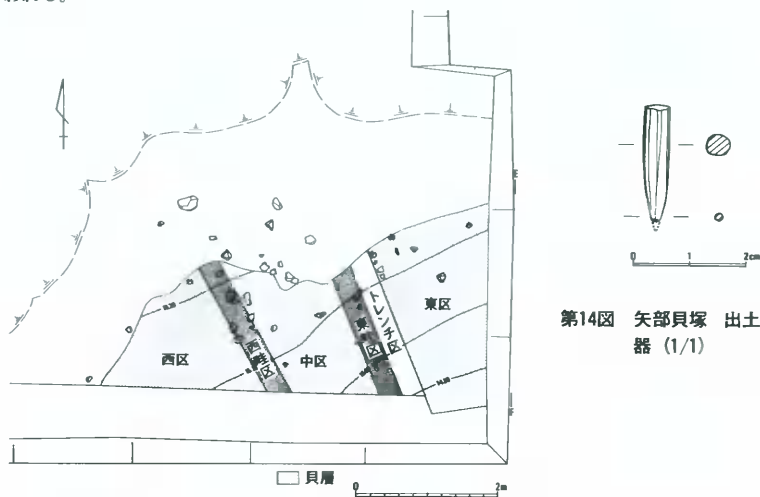 西区
西畦区
中区
東
区
トレンチ区
東区
貝層
0 2m
0 1 2cm
第14図 矢部貝塚 出土
器 (1/1)